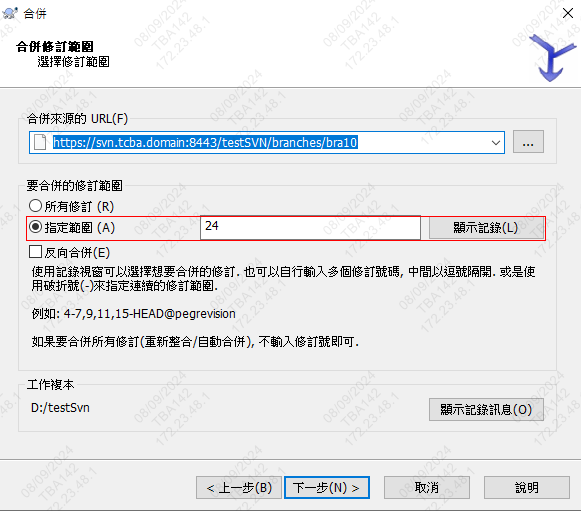 合併
合併修訂範圍
選擇修訂範圍
合併來源的 URL(F)
https://svn.tcba.domain:8443/testSVN/branches/bra10
...
要合併的修訂範圍
所有修訂 (R)
指定範圍 (A)
24
顯示記錄(L)
反向合併(E)
使用記錄視窗可以選擇想要合併的修訂. 也可以自行輸入多個修訂號碼, 中間以逗號隔開. 或是使
用破折號(-)來指定連續的修訂範圍.
例如: 4-7,9,11,15-HEAD@pegrevision
如果要合併所有修訂(重新整合/自動合併), 不輸入修訂號即可.
工作複本
D:/testSvn
顯示記錄訊息(O)
< 上一步(B)
下一步(N) >
取消
說明
08/09/2024
TBA142
172.23.48.1